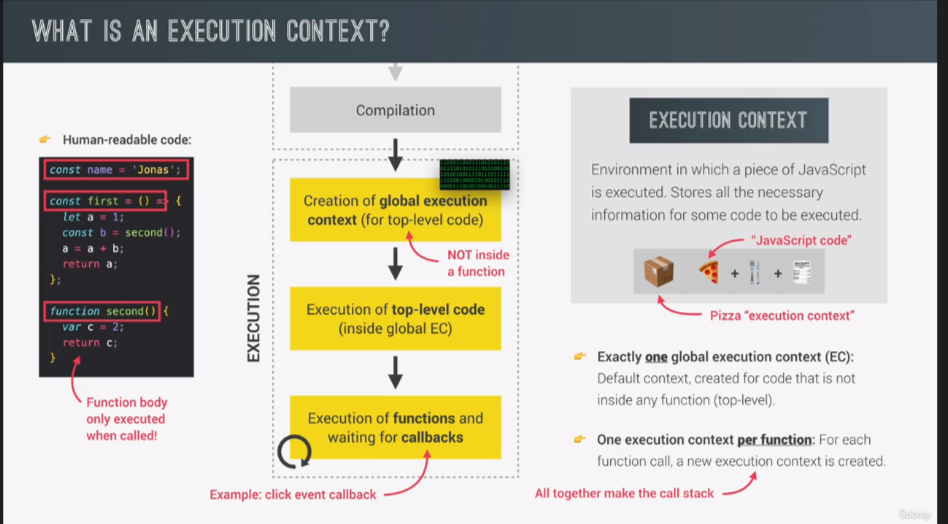 WHAT IS AN EXECUTION CONTEXT?
👉 Human-readable code:
const name = 'Jonas';
const first = () => {
let a = 1;
const b = second();
a = a + b;
return a;
};
function second() {
var c = 2;
return c;
}
Function body
only executed
when called!
EXECUTION
Compilation
Creation of global execution
context (for top-level code)
NOT inside
a function
Execution of top-level code
(inside global EC)
Execution of functions and
waiting for callbacks
Example: click event callback
EXECUTION CONTEXT
Environment in which a piece of JavaScript
is executed. Stores all the necessary
information for some code to be executed.
“JavaScript code”
+ +
Pizza “execution context”
👉 Exactly one global execution context (EC):
Default context, created for code that is not
inside any function (top-level).
👉 One execution context per function: For each
function call, a new execution context is created.
All together make the call stack
Udemy